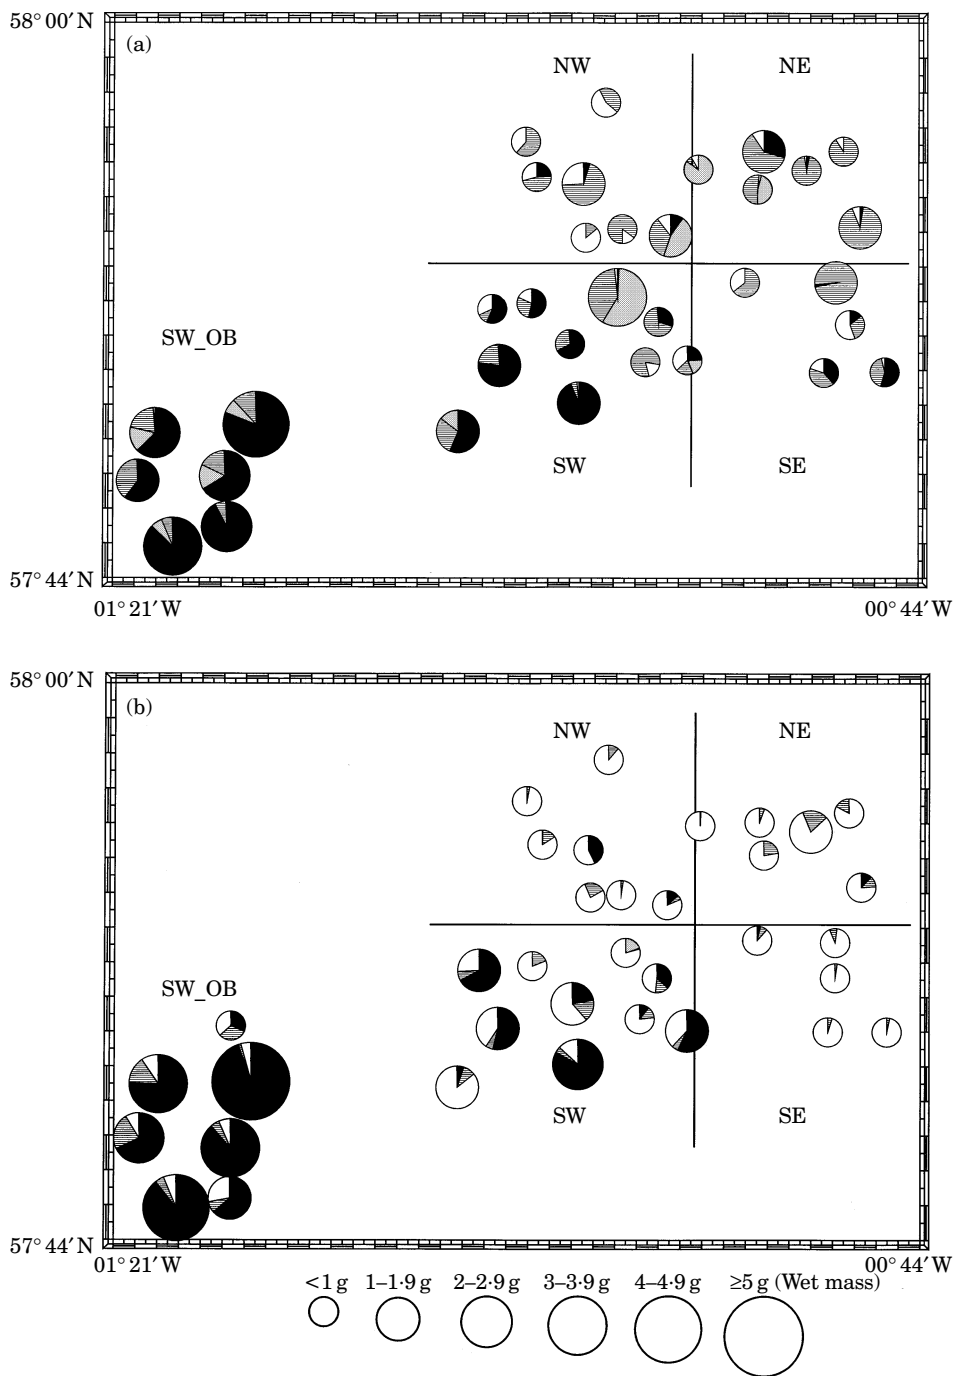 58° 00′ N
(a)
NW NE
SW_OB
SW SE
57° 44′ N
01° 21′ W 00° 44′ W
58° 00′ N
(b)
NW NE
SW_OB
SW SE
57° 44′ N
01° 21′ W 00° 44′ W
<1 g 1–1·9 g 2–2·9 g 3–3·9 g 4–4·9 g ≥5 g (Wet mass)